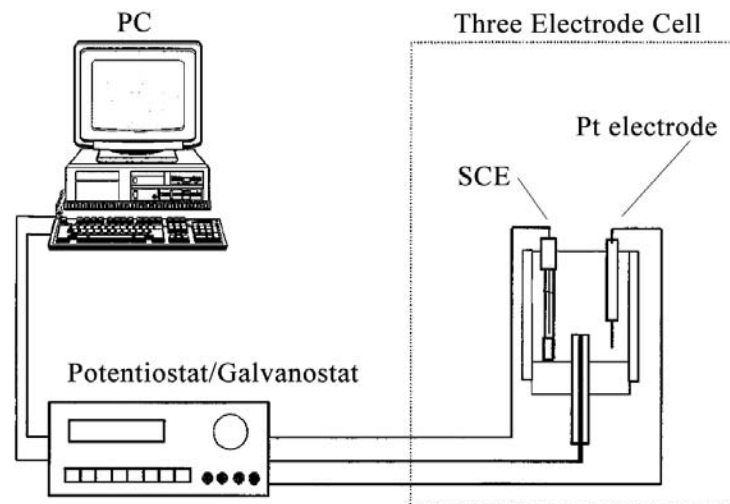 PC
Three Electrode Cell
Pt electrode
SCE
Potentiostat/Galvanostat